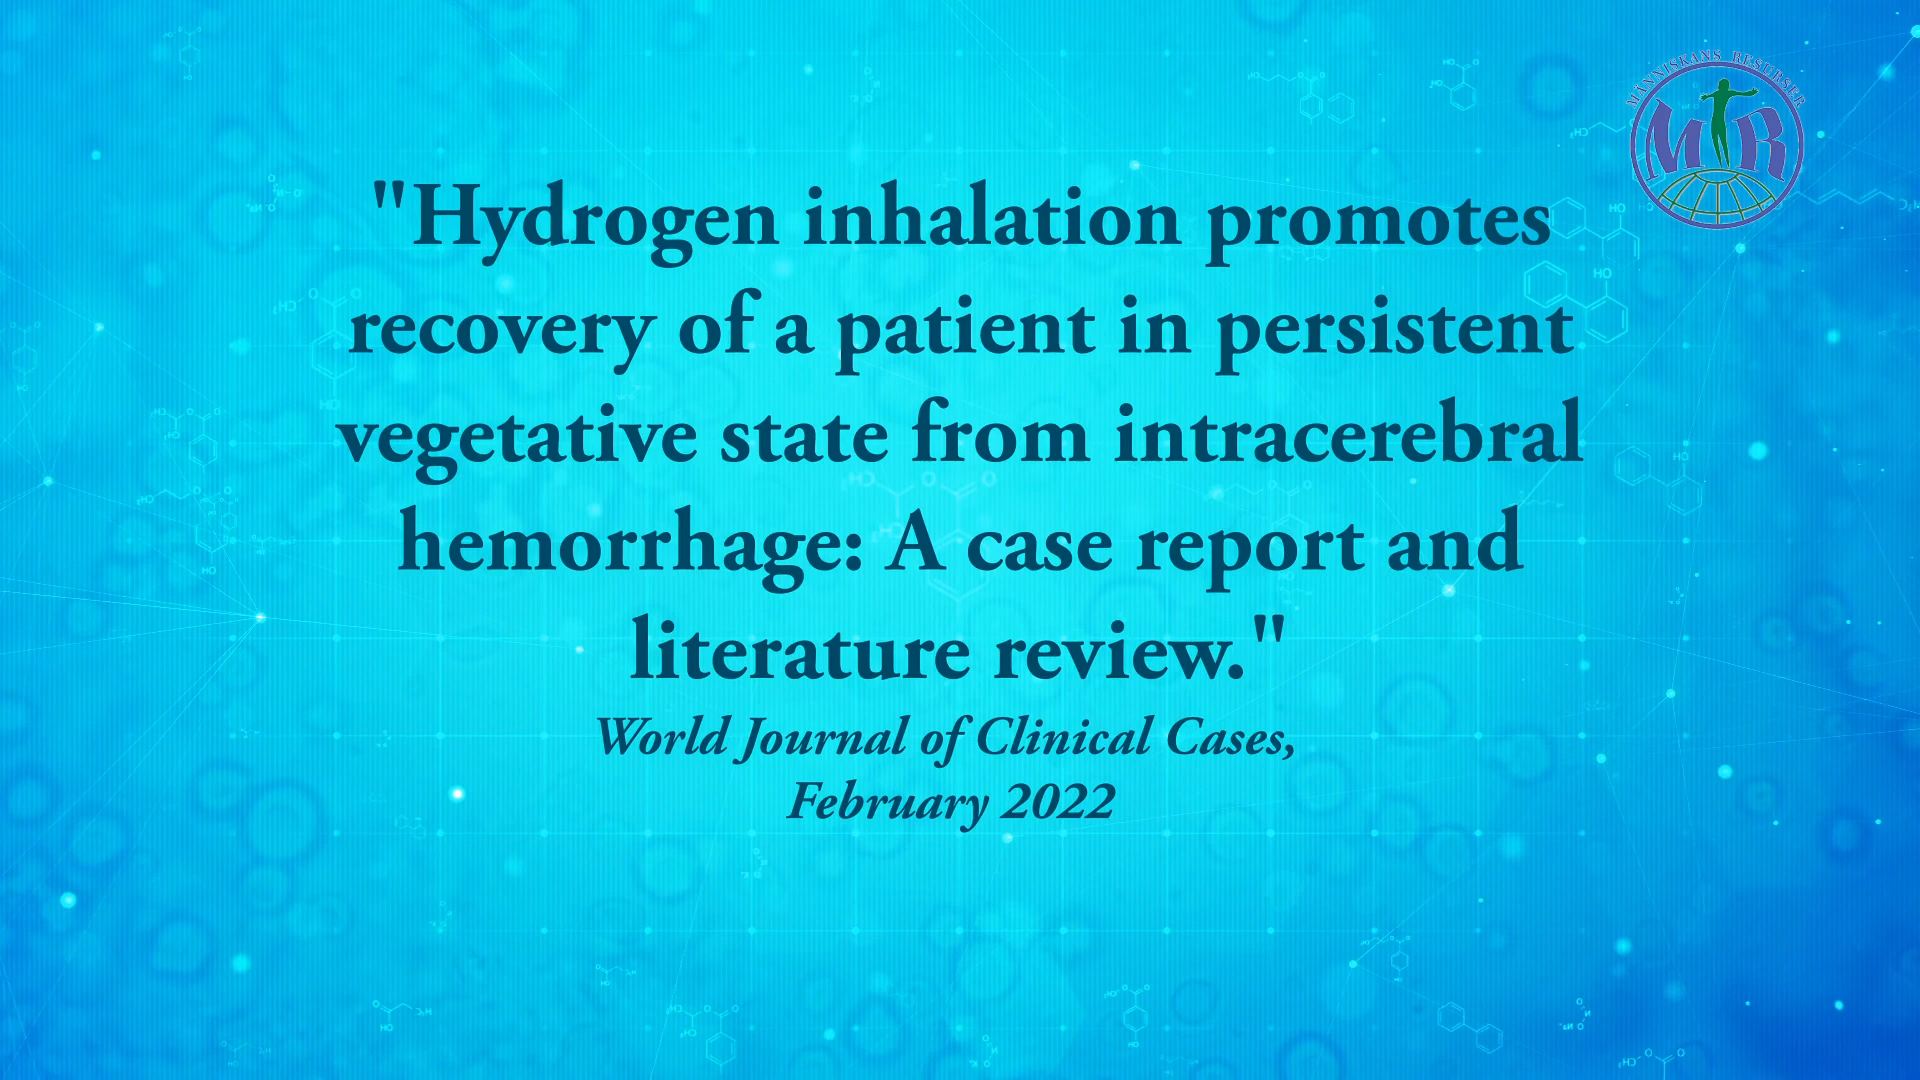 MÄNNISKANS RESURSER
MR
"Hydrogen inhalation promotes
recovery of a patient in persistent
vegetative state from intracerebral
hemorrhage: A case report and
literature review."
World Journal of Clinical Cases,
February 2022